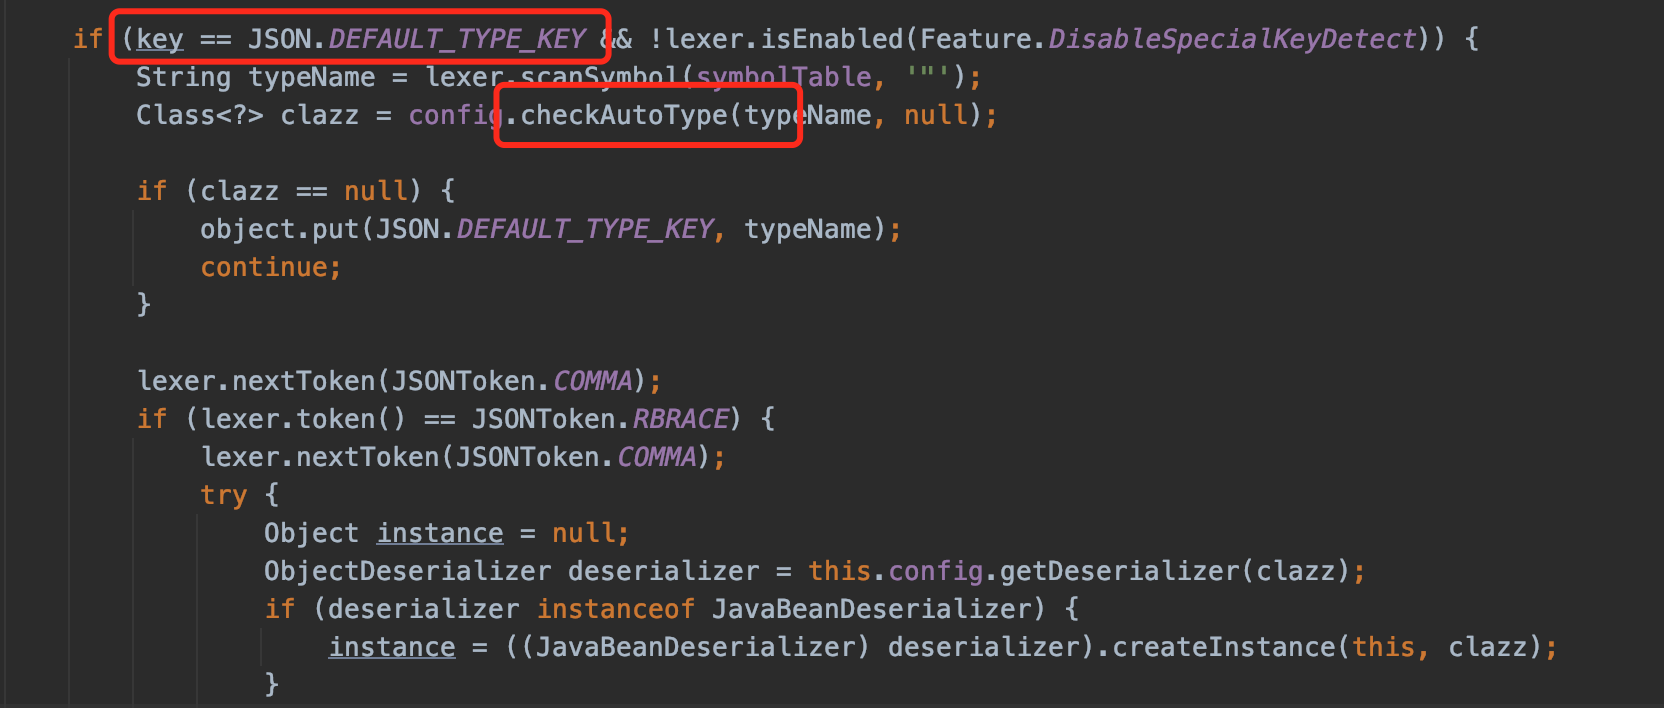 if (key == JSON.DEFAULT_TYPE_KEY && !lexer.isEnabled(Feature.DisableSpecialKeyDetect)) {
String typeName = lexer.scanSymbol(symbolTable, '"');
Class<?> clazz = config.checkAutoType(typeName, null);
if (clazz == null) {
object.put(JSON.DEFAULT_TYPE_KEY, typeName);
continue;
}
lexer.nextToken(JSONToken.COMMA);
if (lexer.token() == JSONToken.RBRACE) {
lexer.nextToken(JSONToken.COMMA);
try {
Object instance = null;
ObjectDeserializer deserializer = this.config.getDeserializer(clazz);
if (deserializer instanceof JavaBeanDeserializer) {
instance = ((JavaBeanDeserializer) deserializer).createInstance(this, clazz);
}